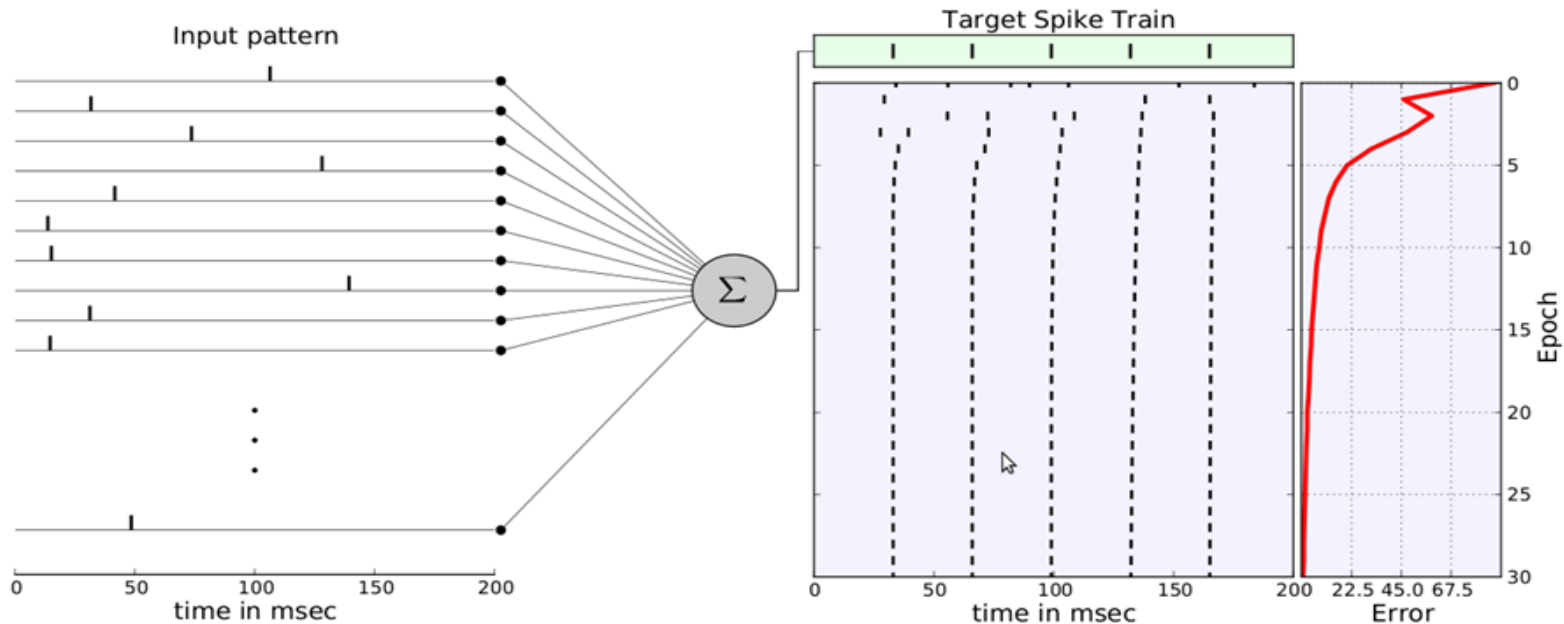 Input pattern
Σ
0 50 100 150 200
time in msec
Target Spike Train
0 50 100 150 200
time in msec
0
5
10
15
20
25
30
Epoch
0 22.5 45.0 67.5
Error